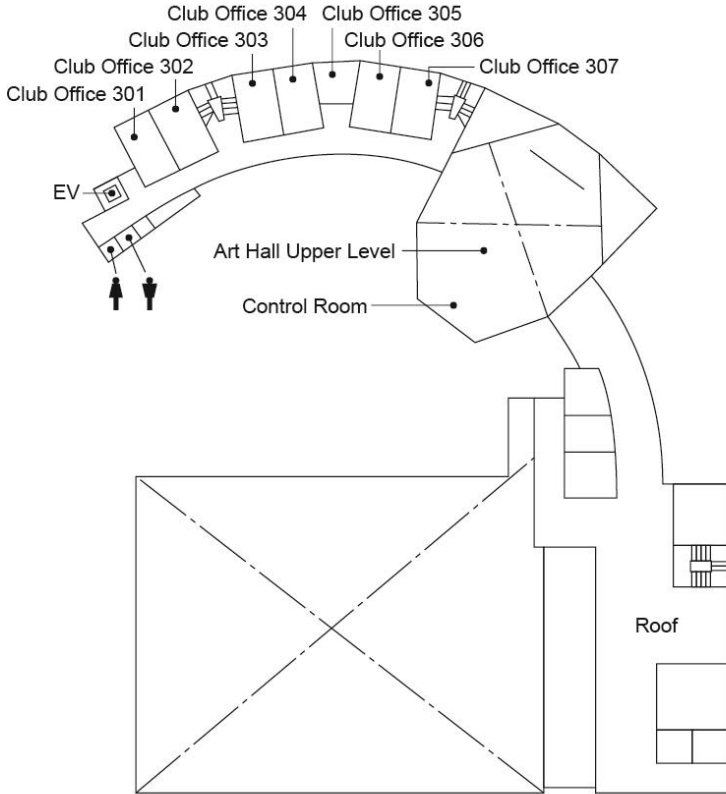 Club Office 304
Club Office 305
Club Office 303
Club Office 306
Club Office 302
Club Office 307
Club Office 301
EV
Art Hall Upper Level
Control Room
Roof